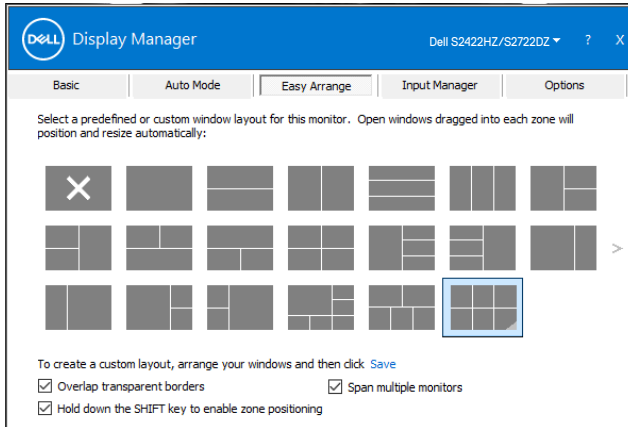 DELL Display Manager Dell S2422HZ/S2722DZ ? X
Basic Auto Mode Easy Arrange Input Manager Options
Select a predefined or custom window layout for this monitor. Open windows dragged into each zone will
position and resize automatically:
>
To create a custom layout, arrange your windows and then click Save
Overlap transparent borders Span multiple monitors
Hold down the SHIFT key to enable zone positioning